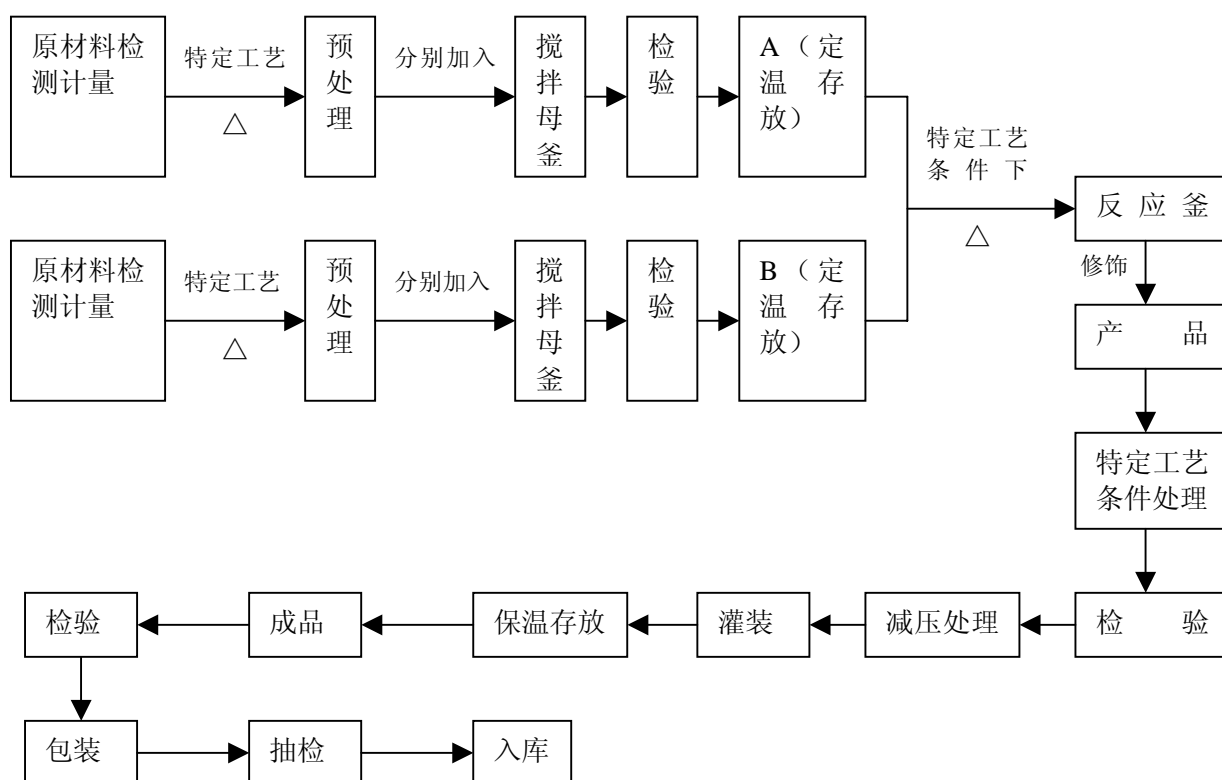 原材料检
测计量
特定工艺
△
预
处
理
分别加入
搅
拌
母
釜
检
验
A（定
温存
放）
原材料检
测计量
特定工艺
△
预
处
理
分别加入
搅
拌
母
釜
检
验
B（定
温存
放）
特定工艺
条件下
△
反应釜
修饰
产品
特定工艺
条件处理
检验
减压处理
灌装
保温存放
成品
检验
包装
抽检
入库